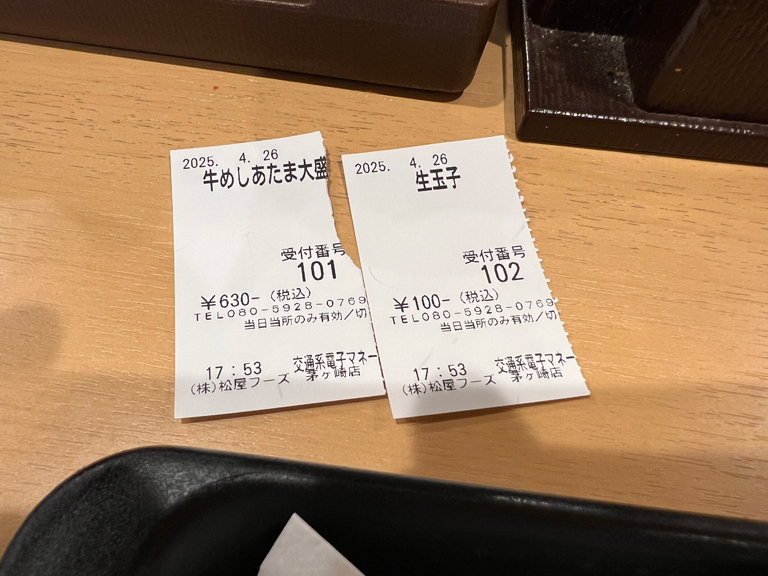 2025. 4. 26
牛めしあたま大盛
受付番号
101
¥630-(税込)
TEL080-5928-0769
当日当所のみ有効/切
17:53 交通系電子マネー
(株)松屋フーズ 茅ヶ崎店
2025. 4. 26
生玉子
受付番号
102
¥100-(税込)
TEL080-5928-0769
当日当所のみ有効/切
17:53 交通系電子マネー
(株)松屋フーズ 茅ヶ崎店